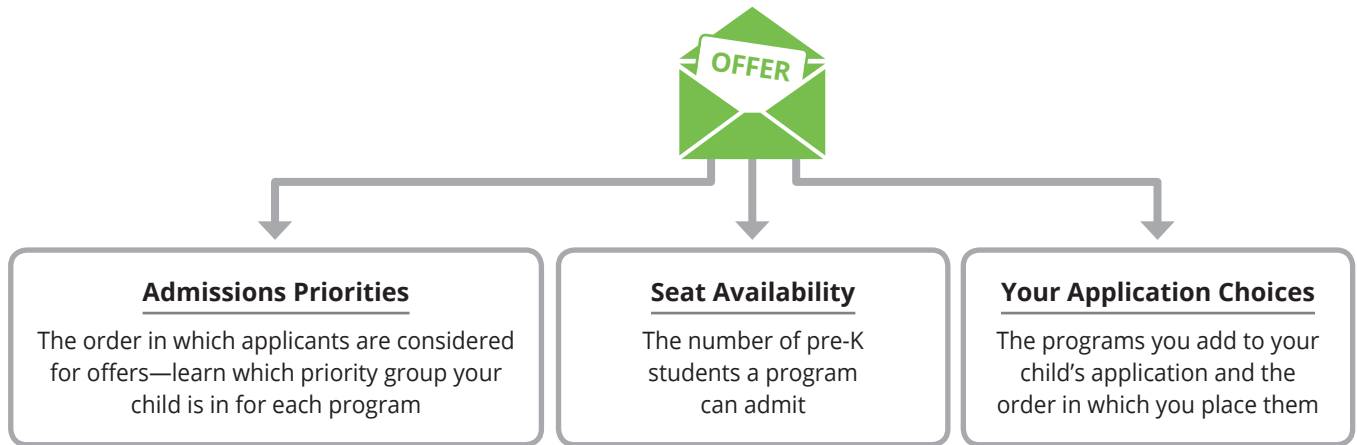 OFFER
Admissions Priorities
The order in which applicants are considered
for offers—learn which priority group your
child is in for each program
Seat Availability
The number of pre-K
students a program
can admit
Your Application Choices
The programs you add to your
child’s application and the
order in which you place them